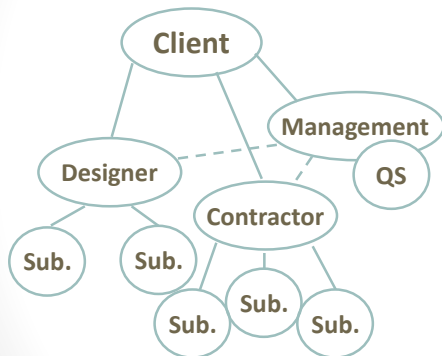 Client
Management
Designer
QS
Contractor
Sub.
Sub.
Sub.
Sub.
Sub.